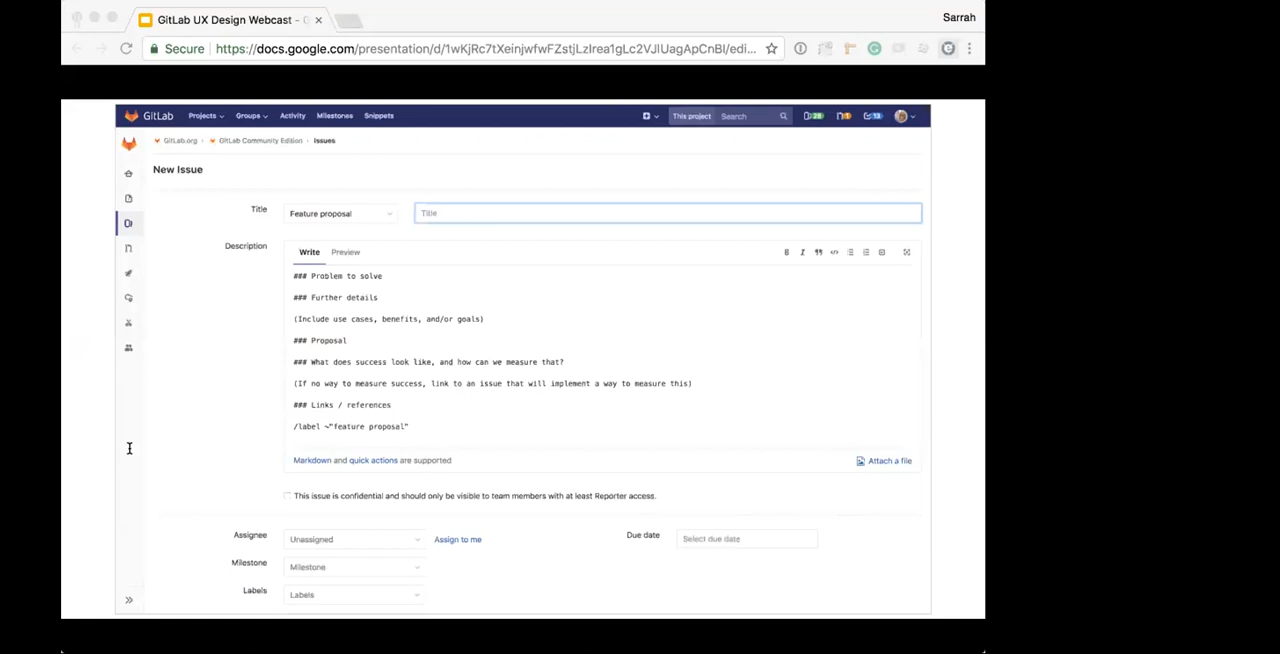 GitLab UX Design Webcast - G
Sarrah
Secure https://docs.google.com/presentation/d/1wKjRc7tXeinjwfwFZstjLzIrea1gLc2VJlUagApCnBI/edi...
GitLab Projects Groups Activity Milestones Snippets This project Search 28 1 13
GitLab.org › GitLab Community Edition › Issues
New Issue
Title Feature proposal Title
Description Write Preview
### Problem to solve
### Further details
(Include use cases, benefits, and/or goals)
### Proposal
### What does success look like, and how can we measure that?
(If no way to measure success, link to an issue that will implement a way to measure this)
### Links / references
/label ~"feature proposal"
Markdown and quick actions are supported Attach a file
This issue is confidential and should only be visible to team members with at least Reporter access.
Assignee Unassigned Assign to me Due date Select due date
Milestone Milestone
Labels Labels